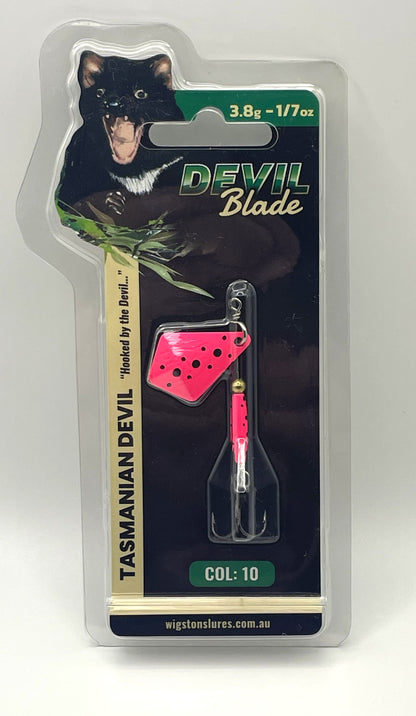 3.8g - 1/7oz
DEVIL
Blade
TASMANIAN DEVIL "Hooked by the Devil..."
COL: 10
wigstonslures.com.au